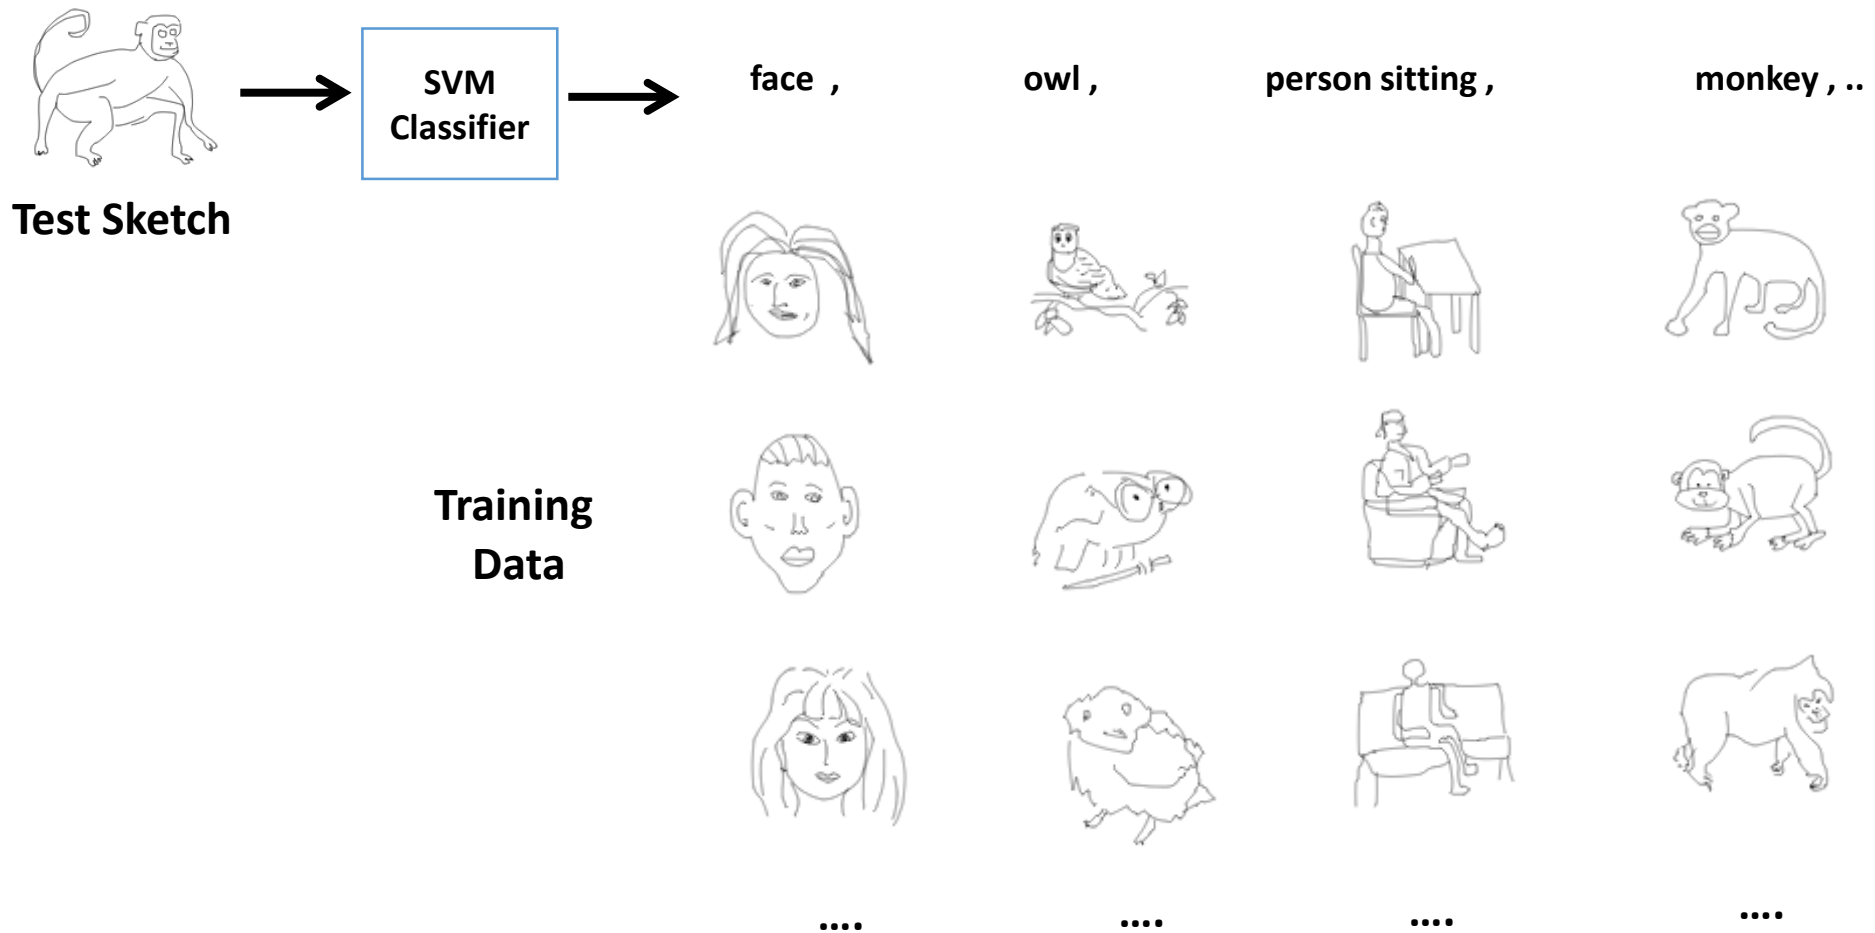 SVM
Classifier
face , owl , person sitting , monkey , ..
Test Sketch
Training
Data
.... .... .... ....